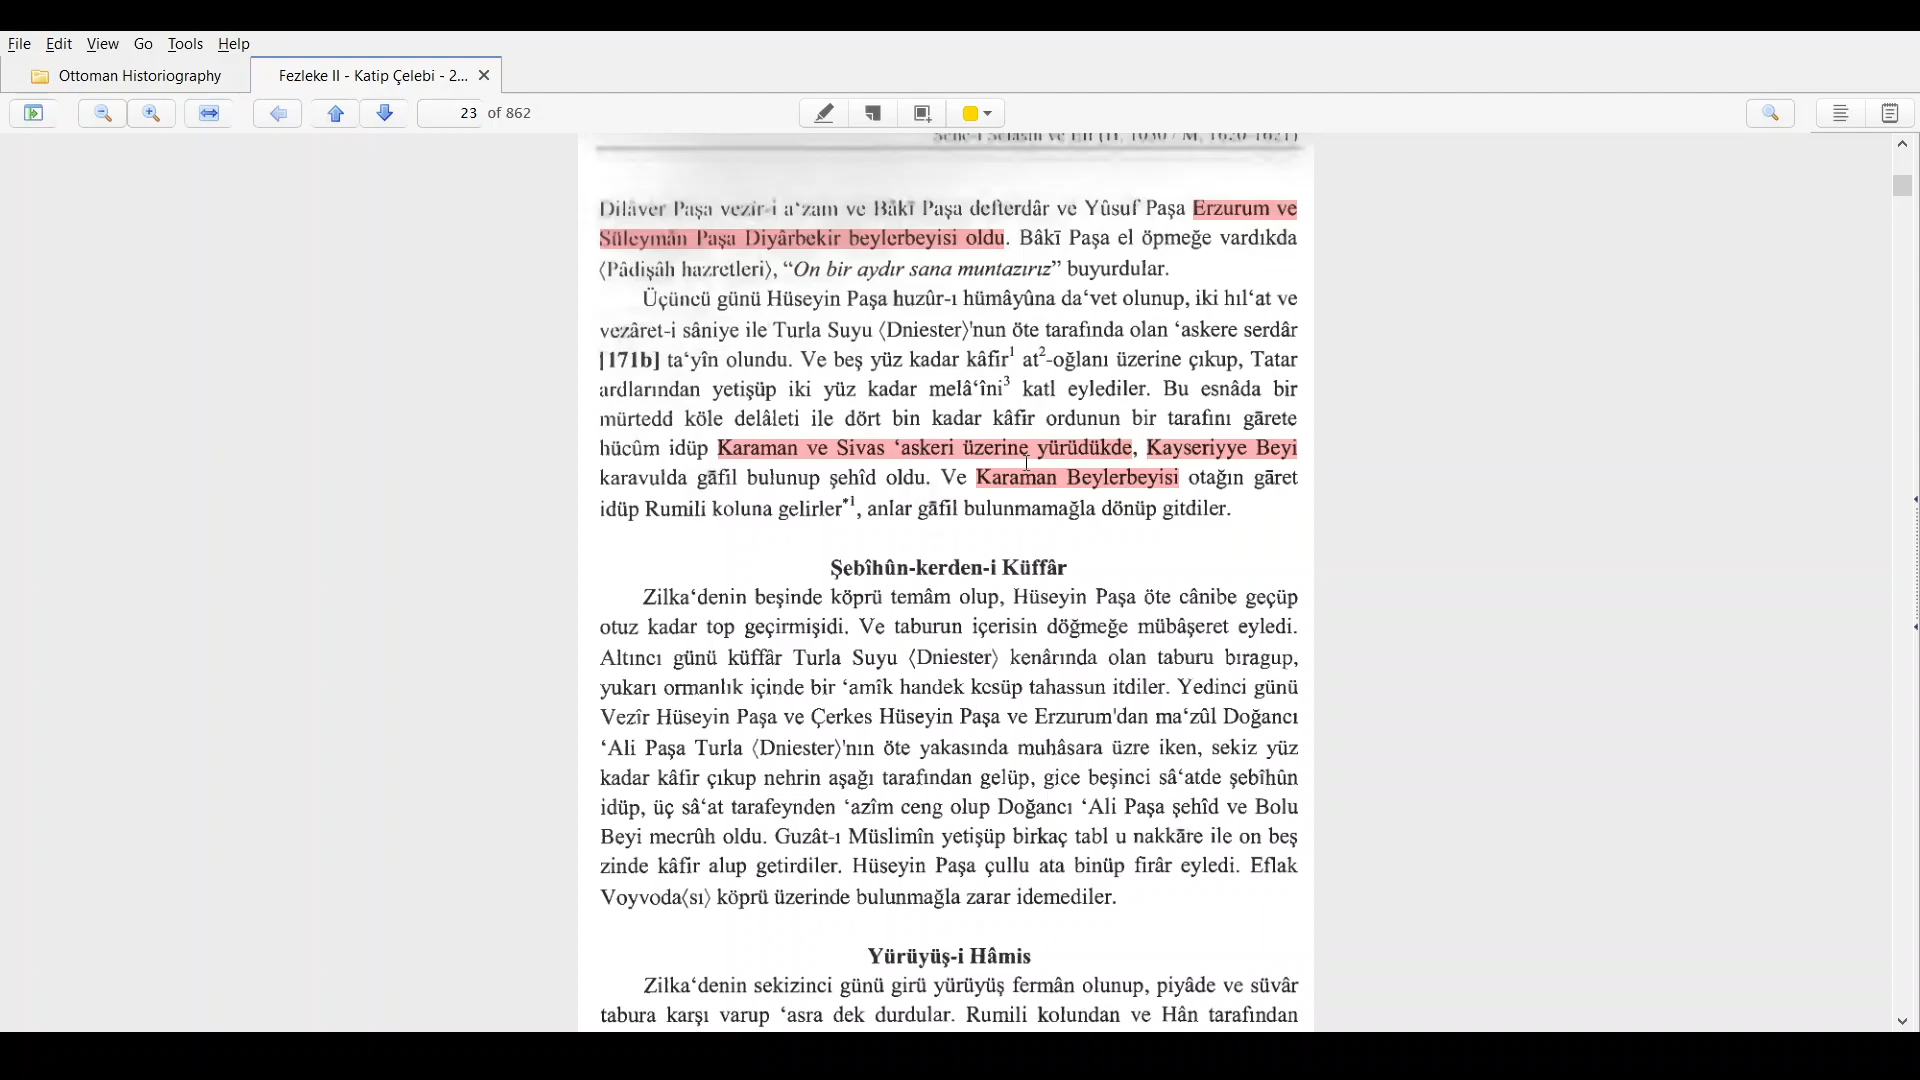 File Edit View Go Tools Help
Ottoman Historiography
Fezleke II - Katip Çelebi - 2...
23 of 862
Sene-i Selâsîn ve Elf (H. 1030 / M. 1620-1621)
Dilâver Paşa vezîr-i a‘zam ve Bâkī Paşa defterdâr ve Yûsuf Paşa Erzurum ve
Süleymân Paşa Diyârbekir beylerbeyisi oldu. Bâkī Paşa el öpmeğe vardıkda
⟨Pâdişâh hazretleri⟩, “On bir aydır sana muntazırız” buyurdular.
Üçüncü günü Hüseyin Paşa huzûr-ı hümâyûna da‘vet olunup, iki hıl‘at ve
vezâret-i sâniye ile Turla Suyu ⟨Dniester⟩'nun öte tarafında olan ‘askere serdâr
[171b] ta‘yîn olundu. Ve beş yüz kadar kâfir1 at2-oğlanı üzerine çıkup, Tatar
ardlarından yetişüp iki yüz kadar melâ‘îni3 katl eylediler. Bu esnâda bir
mürtedd köle delâleti ile dört bin kadar kâfir ordunun bir tarafını gārete
hücûm idüp Karaman ve Sivas ‘askeri üzerine yürüdükde, Kayseriyye Beyi
karavulda gāfil bulunup şehîd oldu. Ve Karaman Beylerbeyisi otağın gāret
idüp Rumili koluna gelirler*1, anlar gāfil bulunmamağla dönüp gitdiler.
Şebîhûn-kerden-i Küffâr
Zilka‘denin beşinde köprü temâm olup, Hüseyin Paşa öte cânibe geçüp
otuz kadar top geçirmişidi. Ve taburun içerisin döğmeğe mübâşeret eyledi.
Altıncı günü küffâr Turla Suyu ⟨Dniester⟩ kenârında olan taburu bıragup,
yukarı ormanlık içinde bir ‘amîk handek kesüp tahassun itdiler. Yedinci günü
Vezîr Hüseyin Paşa ve Çerkes Hüseyin Paşa ve Erzurum'dan ma‘zûl Doğancı
‘Ali Paşa Turla ⟨Dniester⟩'nın öte yakasında muhâsara üzre iken, sekiz yüz
kadar kâfir çıkup nehrin aşağı tarafından gelüp, gice beşinci sâ‘atde şebîhûn
idüp, üç sâ‘at tarafeynden ‘azîm ceng olup Doğancı ‘Ali Paşa şehîd ve Bolu
Beyi mecrûh oldu. Guzât-ı Müslimîn yetişüp birkaç tabl u nakkāre ile on beş
zinde kâfir alup getirdiler. Hüseyin Paşa çullu ata binüp firâr eyledi. Eflak
Voyvoda⟨sı⟩ köprü üzerinde bulunmağla zarar idemediler.
Yürüyüş-i Hâmis
Zilka‘denin sekizinci günü girü yürüyüş fermân olunup, piyâde ve süvâr
tabura karşı varup ‘asra dek durdular. Rumili kolundan ve Hân tarafından